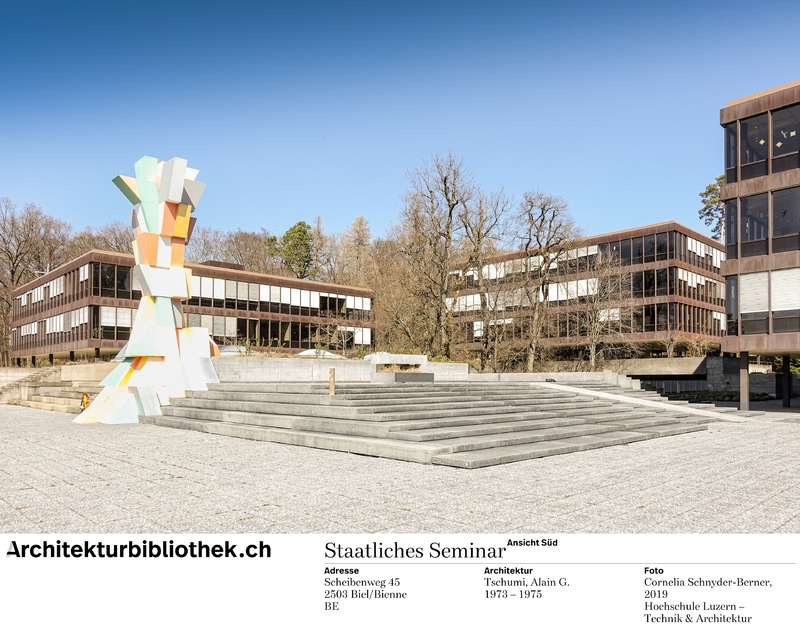 Architekturbibliothek.ch
Staatliches Seminar Ansicht Süd
Adresse
Scheibenweg 45
2503 Biel/Bienne
BE
Architektur
Tschumi, Alain G.
1973 – 1975
Foto
Cornelia Schnyder-Berner,
2019
Hochschule Luzern –
Technik & Architektur